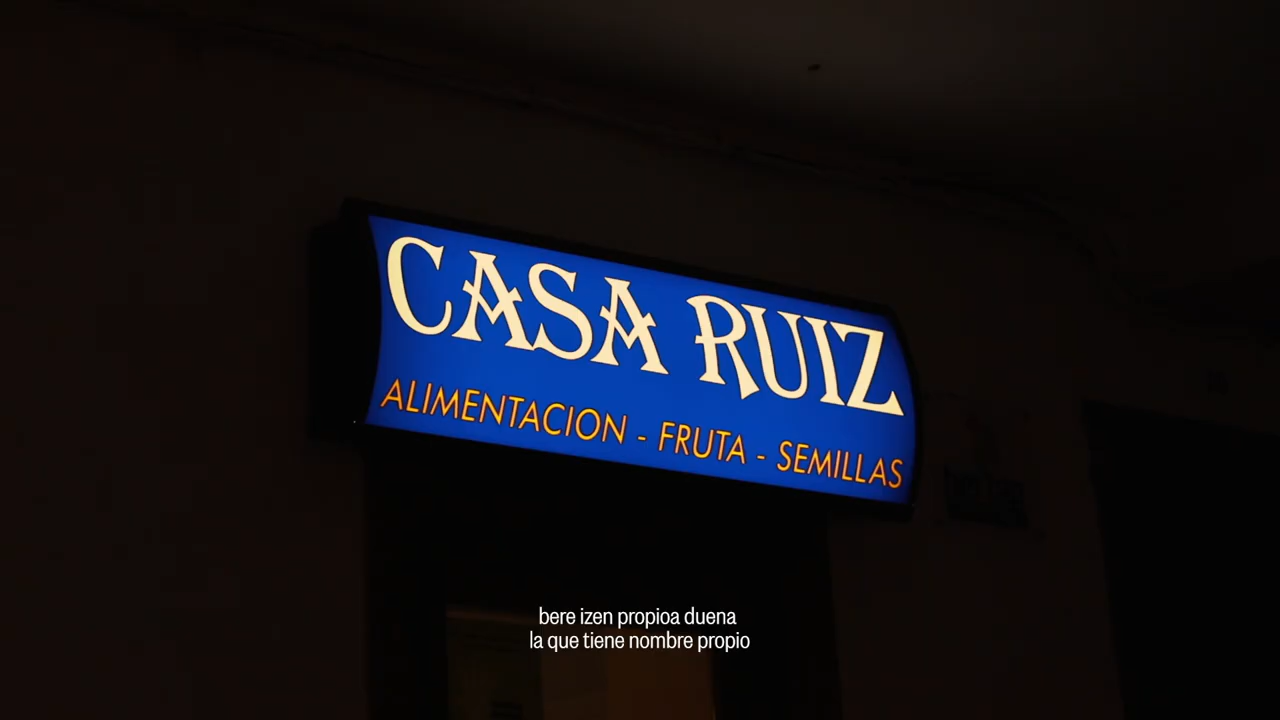 CASA RUIZ
ALIMENTACION - FRUTA - SEMILLAS
bere izen propioa duena
la que tiene nombre propio